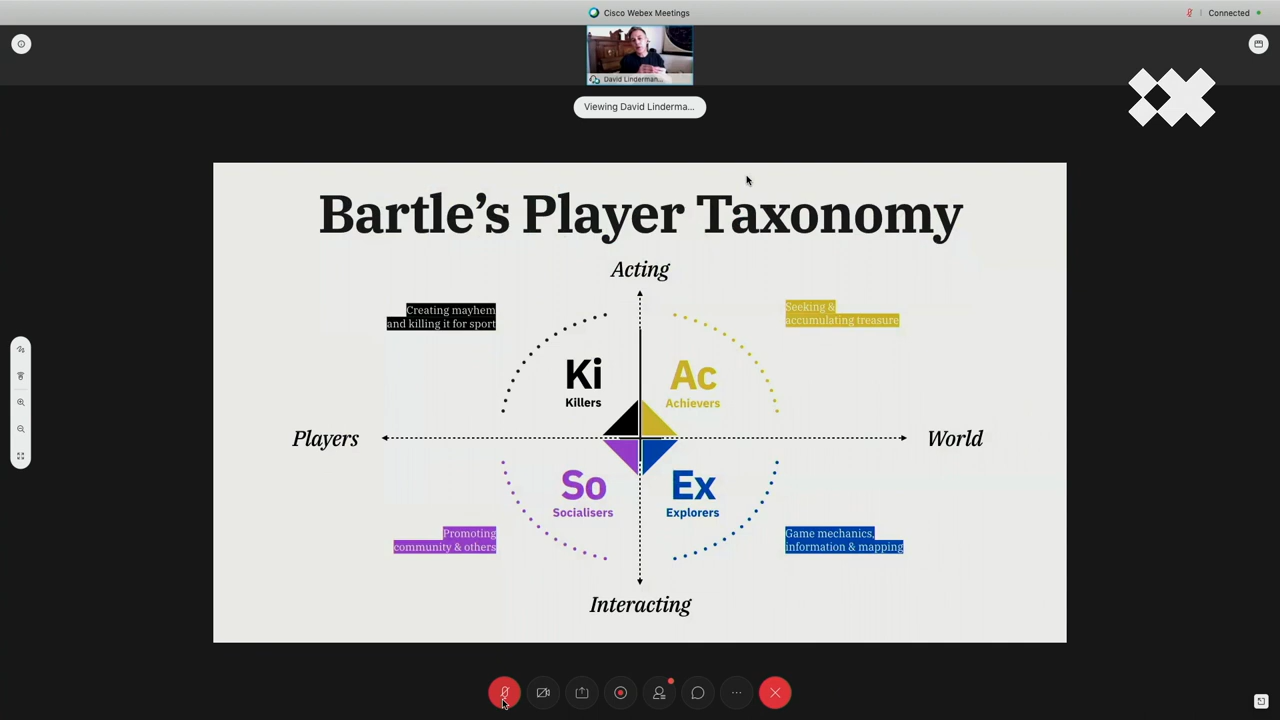 Cisco Webex Meetings
Connected
David Linderman...
Viewing David Linderma...
Bartle’s Player Taxonomy
Acting
Creating mayhem
and killing it for sport
Seeking &
accumulating treasure
Ki
Killers
Ac
Achievers
Players
World
So
Socialisers
Ex
Explorers
Promoting
community & others
Game mechanics,
information & mapping
Interacting